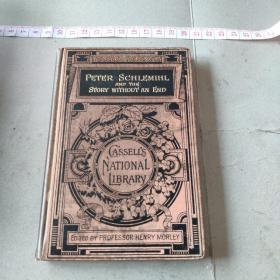 PETER SCHLEMIHL
AND THE
STORY WITHOUT AN END
CASSELL'S
NATIONAL
LIBRARY
EDITED BY PROFESSOR HENRY MORLEY